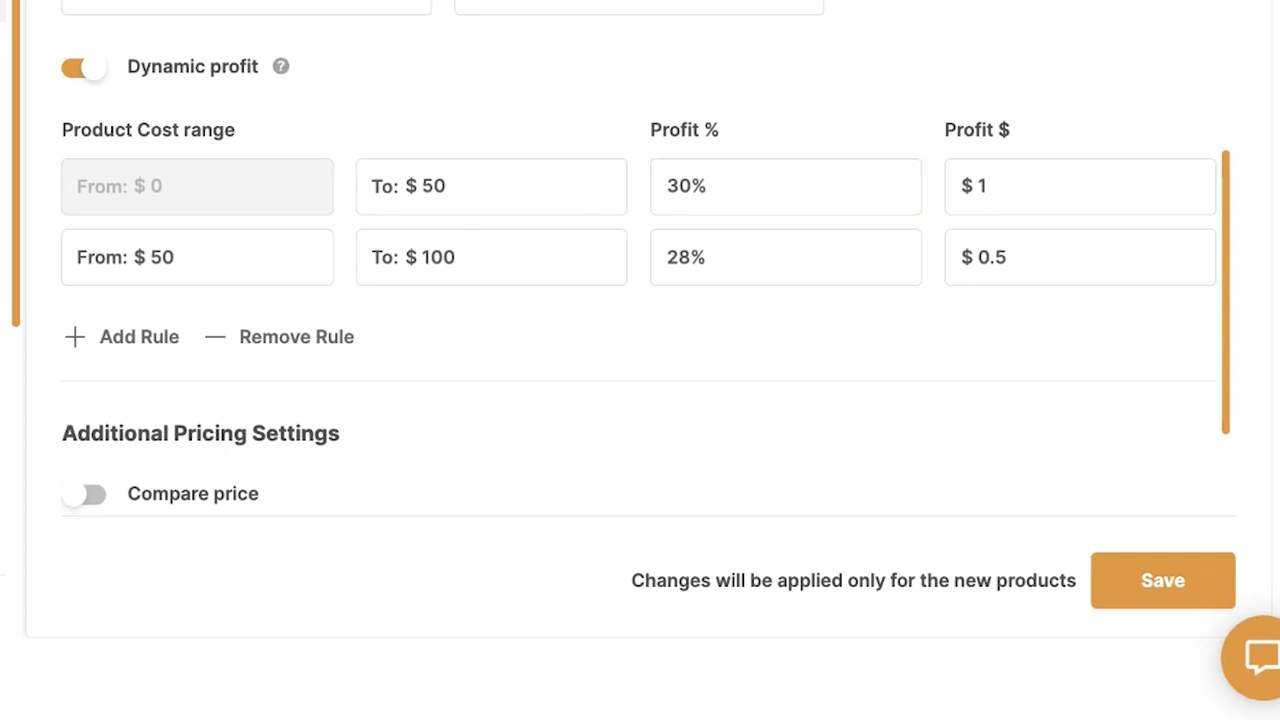 Dynamic profit ?
Product Cost range Profit % Profit $
From: $ 0 To: $ 50 30% $ 1
From: $ 50 To: $ 100 28% $ 0.5
+ Add Rule — Remove Rule
Additional Pricing Settings
Compare price
Changes will be applied only for the new products Save